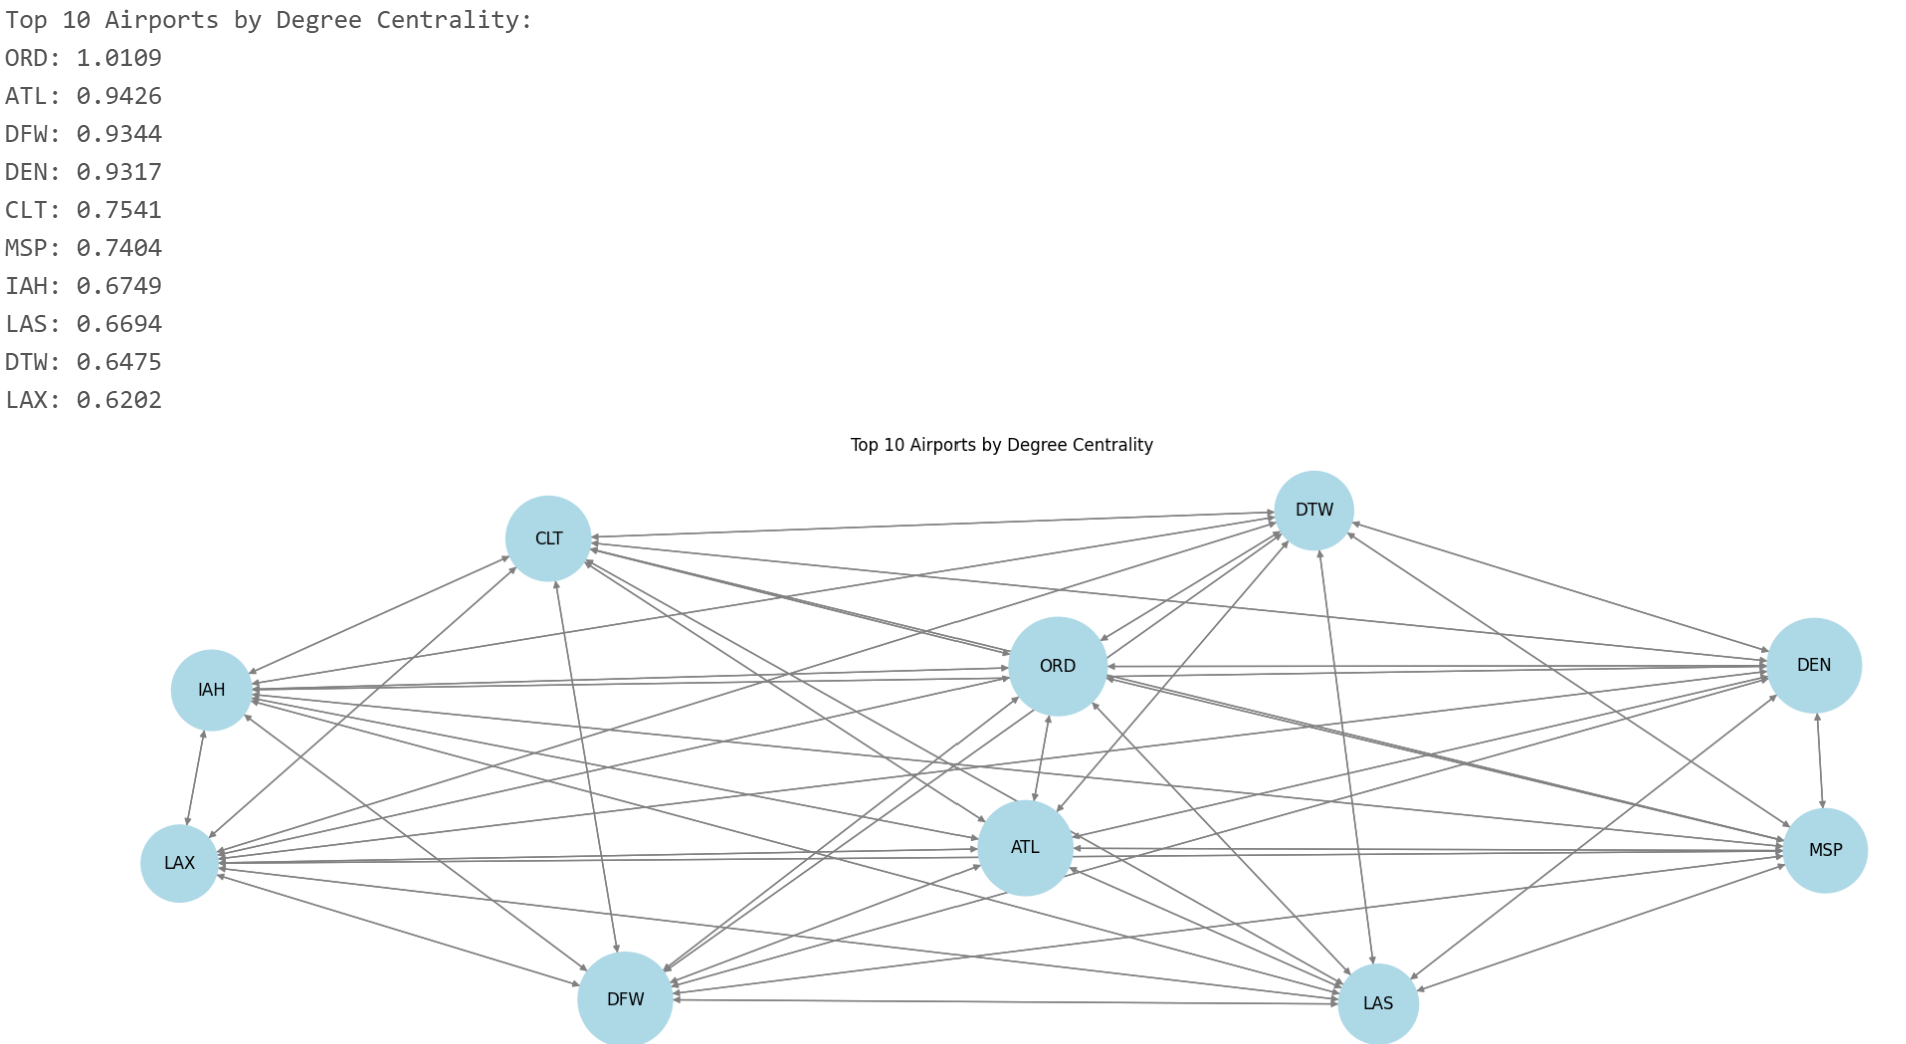 Top 10 Airports by Degree Centrality:
ORD: 1.0109
ATL: 0.9426
DFW: 0.9344
DEN: 0.9317
CLT: 0.7541
MSP: 0.7404
IAH: 0.6749
LAS: 0.6694
DTW: 0.6475
LAX: 0.6202
Top 10 Airports by Degree Centrality
DTW
CLT
ORD
DEN
IAH
ATL
MSP
LAX
DFW
LAS